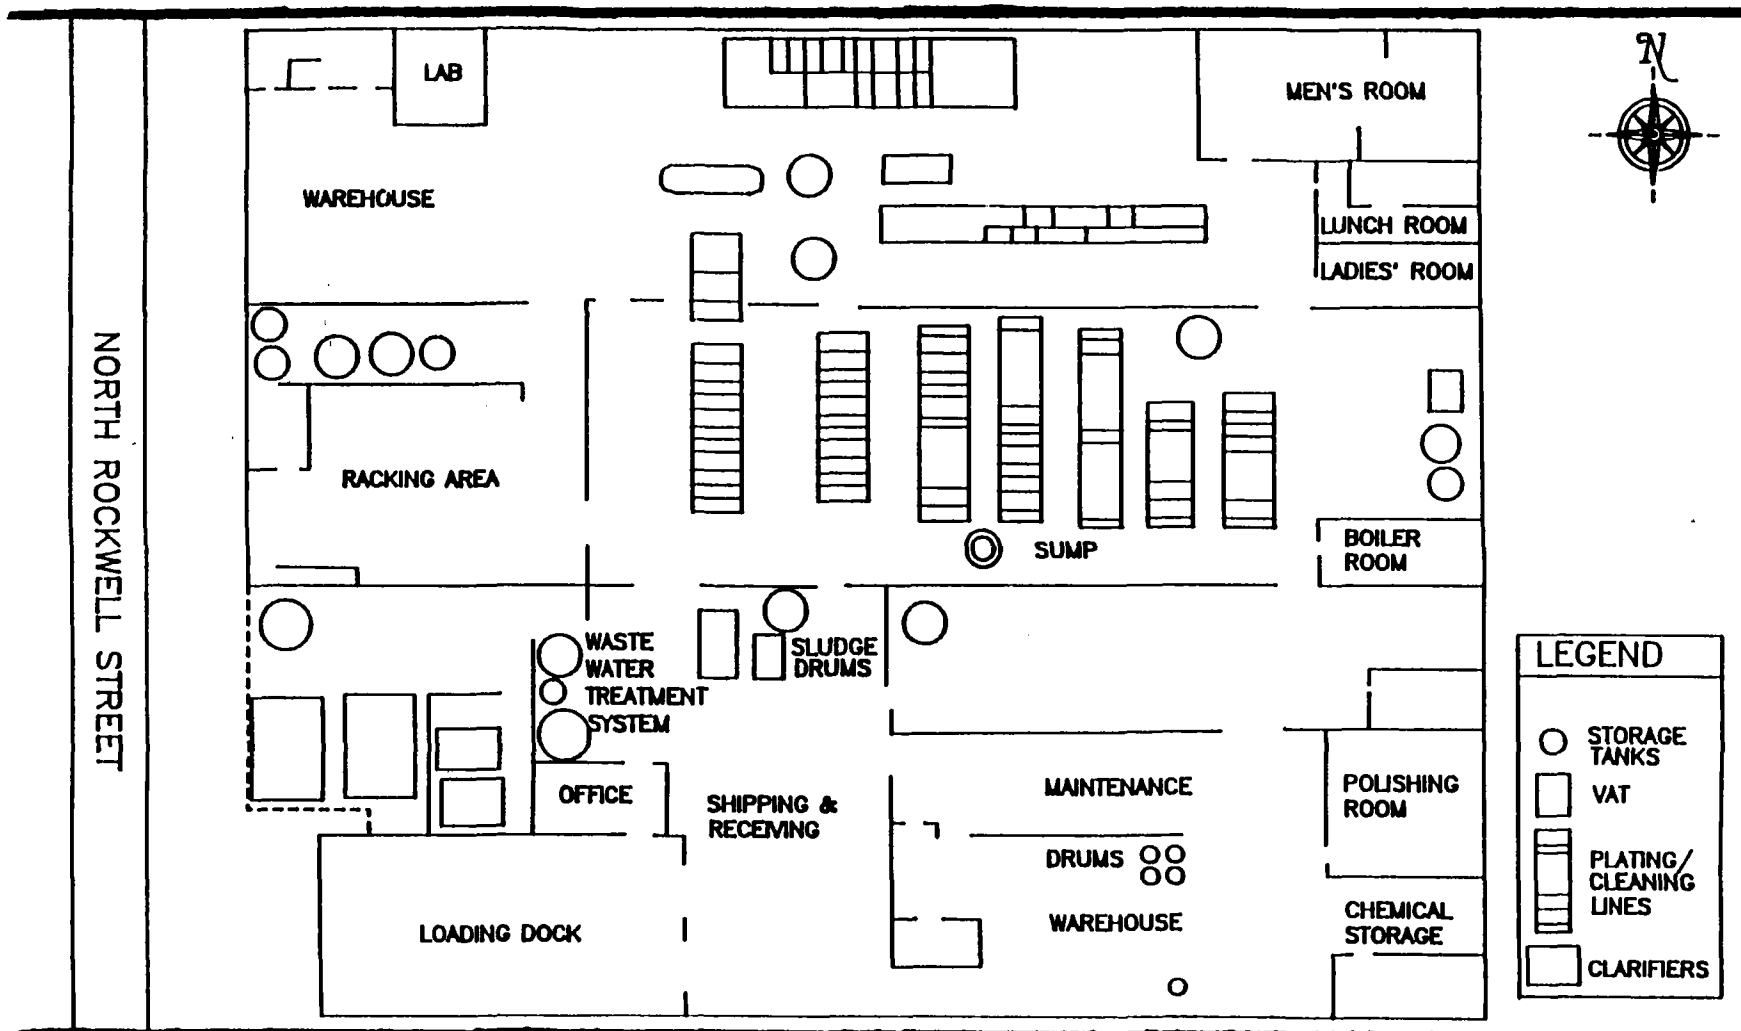 N
LAB
MEN'S ROOM
WAREHOUSE
LUNCH ROOM
LADIES' ROOM
NORTH ROCKWELL STREET
RACKING AREA
SUMP
BOILER
ROOM
WASTE
WATER
TREATMENT
SYSTEM
SLUDGE
DRUMS
OFFICE
SHIPPING &
RECEIVING
MAINTENANCE
POLISHING
ROOM
DRUMS
WAREHOUSE
CHEMICAL
STORAGE
LOADING DOCK
LEGEND
STORAGE
TANKS
VAT
PLATING/
CLEANING
LINES
CLARIFIERS